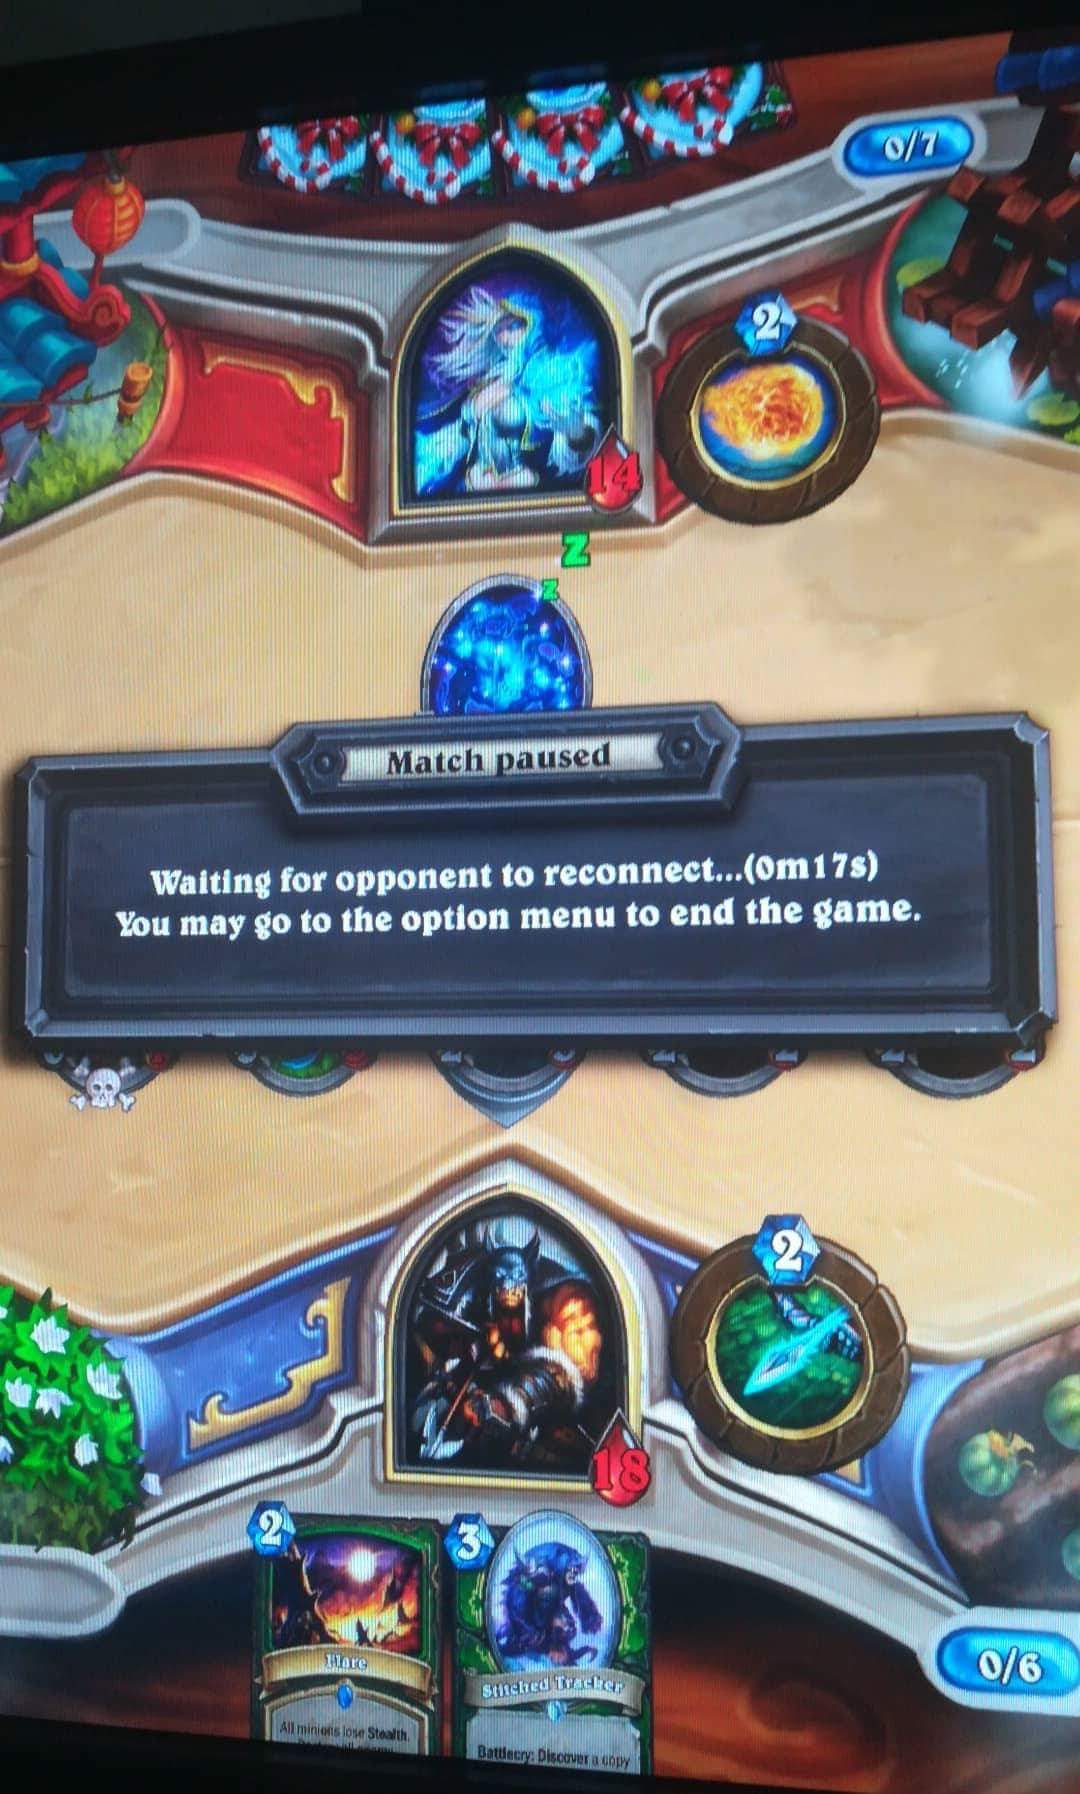 0/7
2
14
Z
z
Match paused
Waiting for opponent to reconnect...(0m17s)
You may go to the option menu to end the game.
2
18
2
3
Flare
Stitched Tracker
All minions lose Stealth.
Battlecry: Discover a copy
0/6